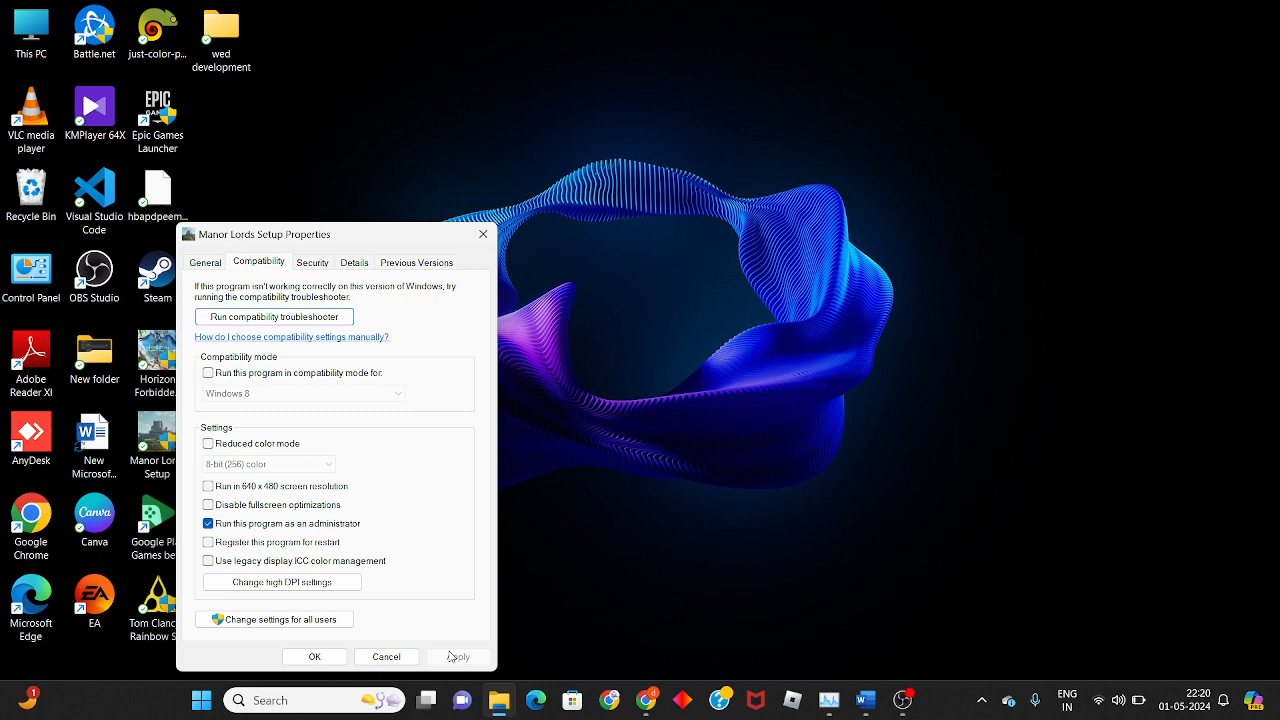 This PC
Battle.net
just-color-p...
wed
development
VLC media
player
KMPlayer 64X
EPIC
GAMES
Epic Games
Launcher
Recycle Bin
Visual Studio
Code
hbapdpeem...
Control Panel
OBS Studio
Steam
Adobe
Reader XI
New folder
HORIZON
Horizon
Forbidde
AnyDesk
New
Microsof...
Manor Lor
Setup
Google
Chrome
Canva
Canva
Google Pl
Games be
Microsoft
Edge
EA
EA
Tom Clanc
Rainbow S
Manor Lords Setup Properties
General
Compatibility
Security
Details
Previous Versions
If this program isn't working correctly on this version of Windows, try
running the compatibility troubleshooter.
Run compatibility troubleshooter
How do I choose compatibility settings manually?
Compatibility mode
Run this program in compatibility mode for:
Windows 8
Settings
Reduced color mode
8-bit (256) color
Run in 640 x 480 screen resolution
Disable fullscreen optimizations
Run this program as an administrator
Register this program for restart
Use legacy display ICC color management
Change high DPI settings
Change settings for all users
OK
Cancel
Apply
1
Search
d
ENG
IN
22:20
01-05-2024
PRE